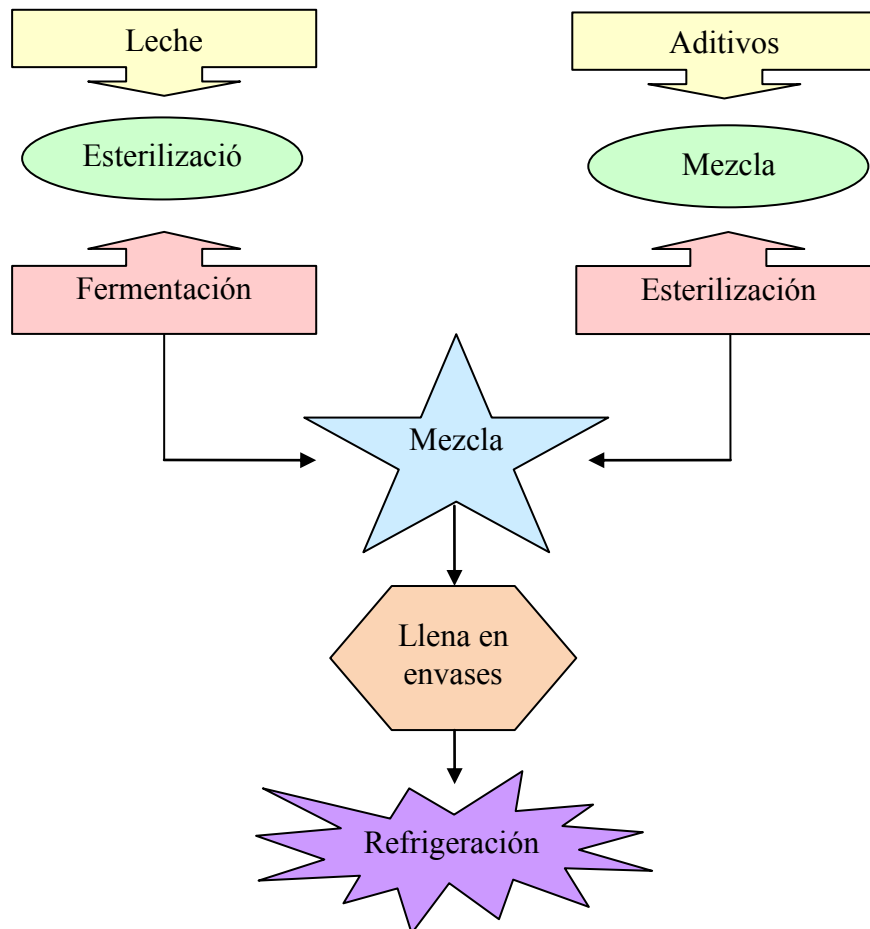 Leche
Aditivos
Esterilizació
Mezcla
Fermentación
Esterilización
Mezcla
Llena en
envases
Refrigeración